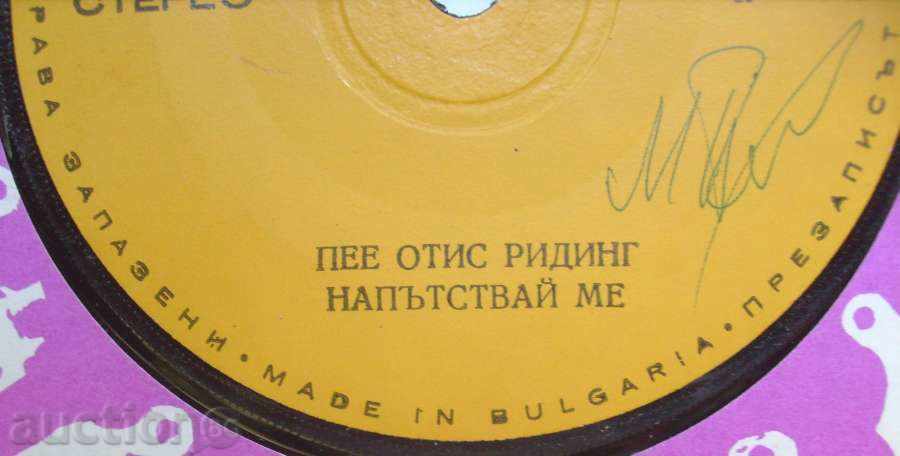 СТЕРЕО
ПЕЕ ОТИС РИДИНГ
НАПЪТСТВАЙ МЕ
РАВА ЗАПАЗЕНИ • MADE IN BULGARIA • ПРЕЗАПИСЪТ
auction